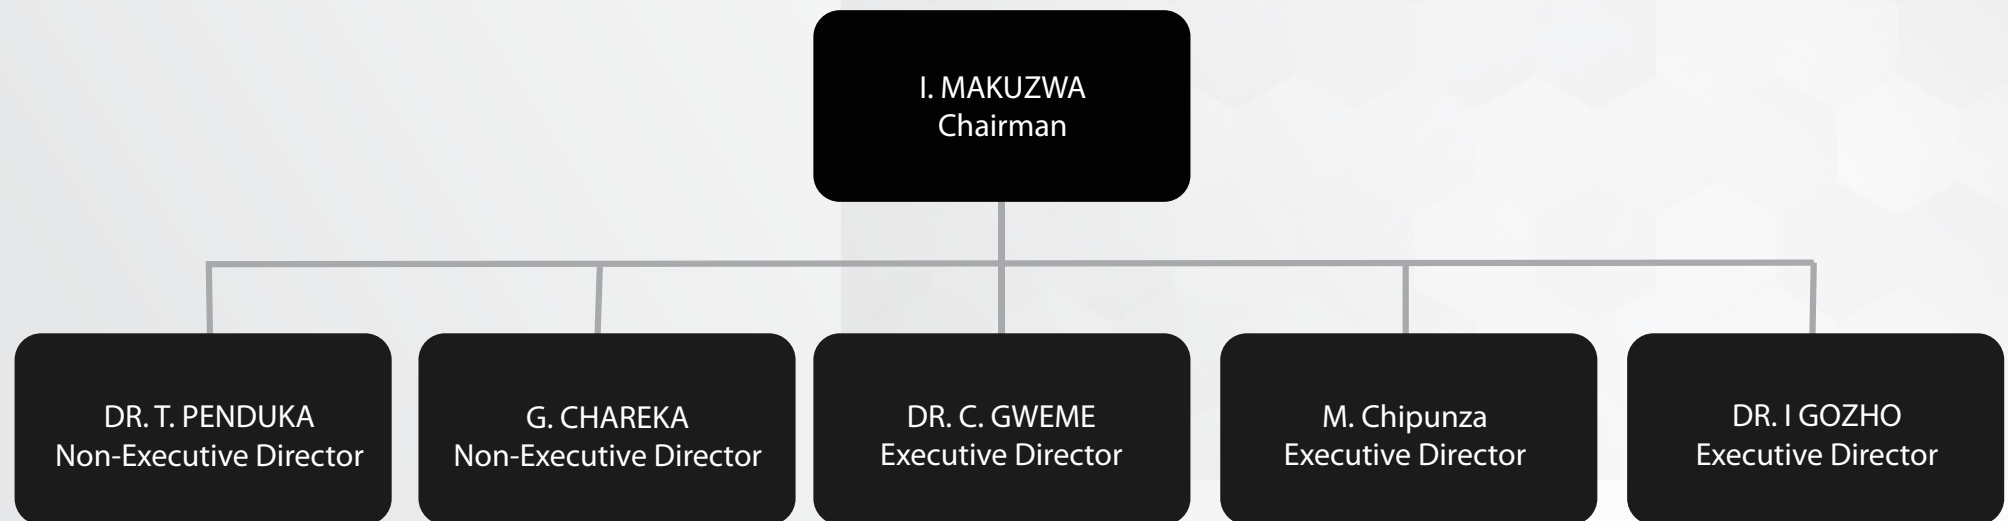 I. MAKUZWA
Chairman
DR. T. PENDUKA
Non-Executive Director
G. CHAREKA
Non-Executive Director
DR. C. GWEME
Executive Director
M. Chipunza
Executive Director
DR. I GOZHO
Executive Director